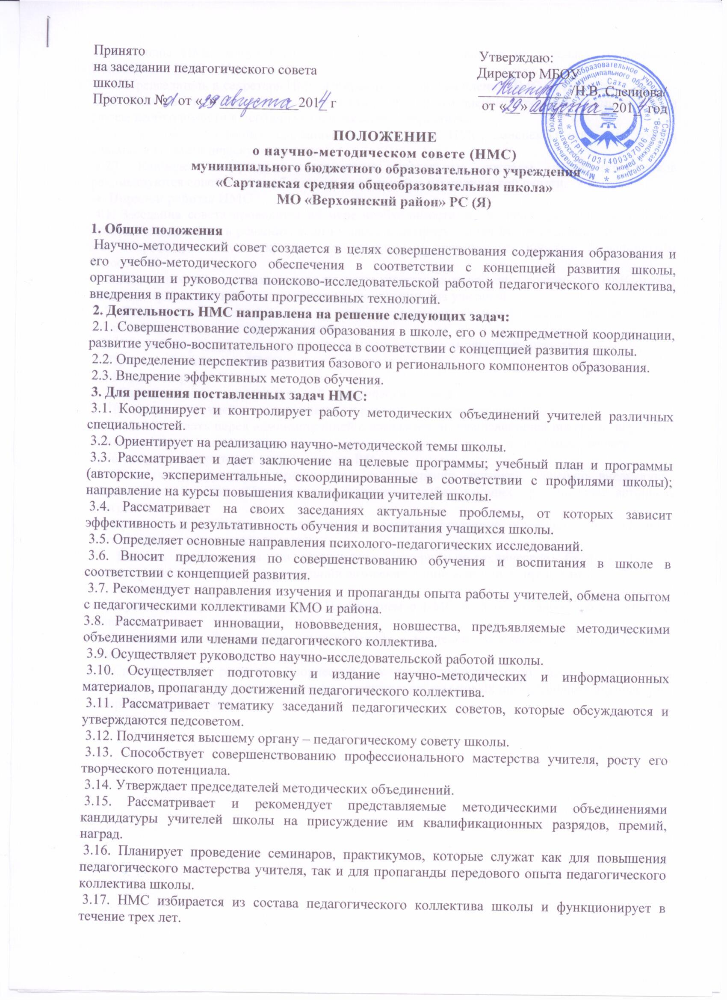 Принято
на заседании педагогического совета
школы
Протокол № от «29» августа 2014 г
Утверждаю:
Директор МБОУ
/Н.В. Слепцова/
от «29» августа 2014 год
муниципальное бюджетное общеобразовательное учреждение "Сартанская средняя
общеобразовательная школа" муниципального образования "Верхоянский район"
Республики Саха (Якутия) * ОГРН 1031400387006 *
ПОЛОЖЕНИЕ
о научно-методическом совете (НМС)
муниципального бюджетного образовательного учреждения
«Сартанская средняя общеобразовательная школа»
МО «Верхоянский район» РС (Я)
1. Общие положения
Научно-методический совет создается в целях совершенствования содержания образования и
его учебно-методического обеспечения в соответствии с концепцией развития школы,
организации и руководства поисково-исследовательской работой педагогического коллектива,
внедрения в практику работы прогрессивных технологий.
2. Деятельность НМС направлена на решение следующих задач:
2.1. Совершенствование содержания образования в школе, его о межпредметной координации,
развитие учебно-воспитательного процесса в соответствии с концепцией развития школы.
2.2. Определение перспектив развития базового и регионального компонентов образования.
2.3. Внедрение эффективных методов обучения.
3. Для решения поставленных задач НМС:
3.1. Координирует и контролирует работу методических объединений учителей различных
специальностей.
3.2. Ориентирует на реализацию научно-методической темы школы.
3.3. Рассматривает и дает заключение на целевые программы; учебный план и программы
(авторские, экспериментальные, скоординированные в соответствии с профилями школы);
направление на курсы повышения квалификации учителей школы.
3.4. Рассматривает на своих заседаниях актуальные проблемы, от которых зависит
эффективность и результативность обучения и воспитания учащихся школы.
3.5. Определяет основные направления психолого-педагогических исследований.
3.6. Вносит предложения по совершенствованию обучения и воспитания в школе в
соответствии с концепцией развития.
3.7. Рекомендует направления изучения и пропаганды опыта работы учителей, обмена опытом
с педагогическими коллективами КМО и района.
3.8. Рассматривает инновации, нововведения, новшества, предъявляемые методическими
объединениями или членами педагогического коллектива.
3.9. Осуществляет руководство научно-исследовательской работой школы.
3.10. Осуществляет подготовку и издание научно-методических и информационных
материалов, пропаганду достижений педагогического коллектива.
3.11. Рассматривает тематику заседаний педагогических советов, которые обсуждаются и
утверждаются педсоветом.
3.12. Подчиняется высшему органу – педагогическому совету школы.
3.13. Способствует совершенствованию профессионального мастерства учителя, росту его
творческого потенциала.
3.14. Утверждает председателей методических объединений.
3.15. Рассматривает и рекомендует представляемые методическими объединениями
кандидатуры учителей школы на присуждение им квалификационных разрядов, премий,
наград.
3.16. Планирует проведение семинаров, практикумов, которые служат как для повышения
педагогического мастерства учителя, так и для пропаганды передового опыта педагогического
коллектива школы.
3.17. НМС избирается из состава педагогического коллектива школы и функционирует в
течение трех лет.